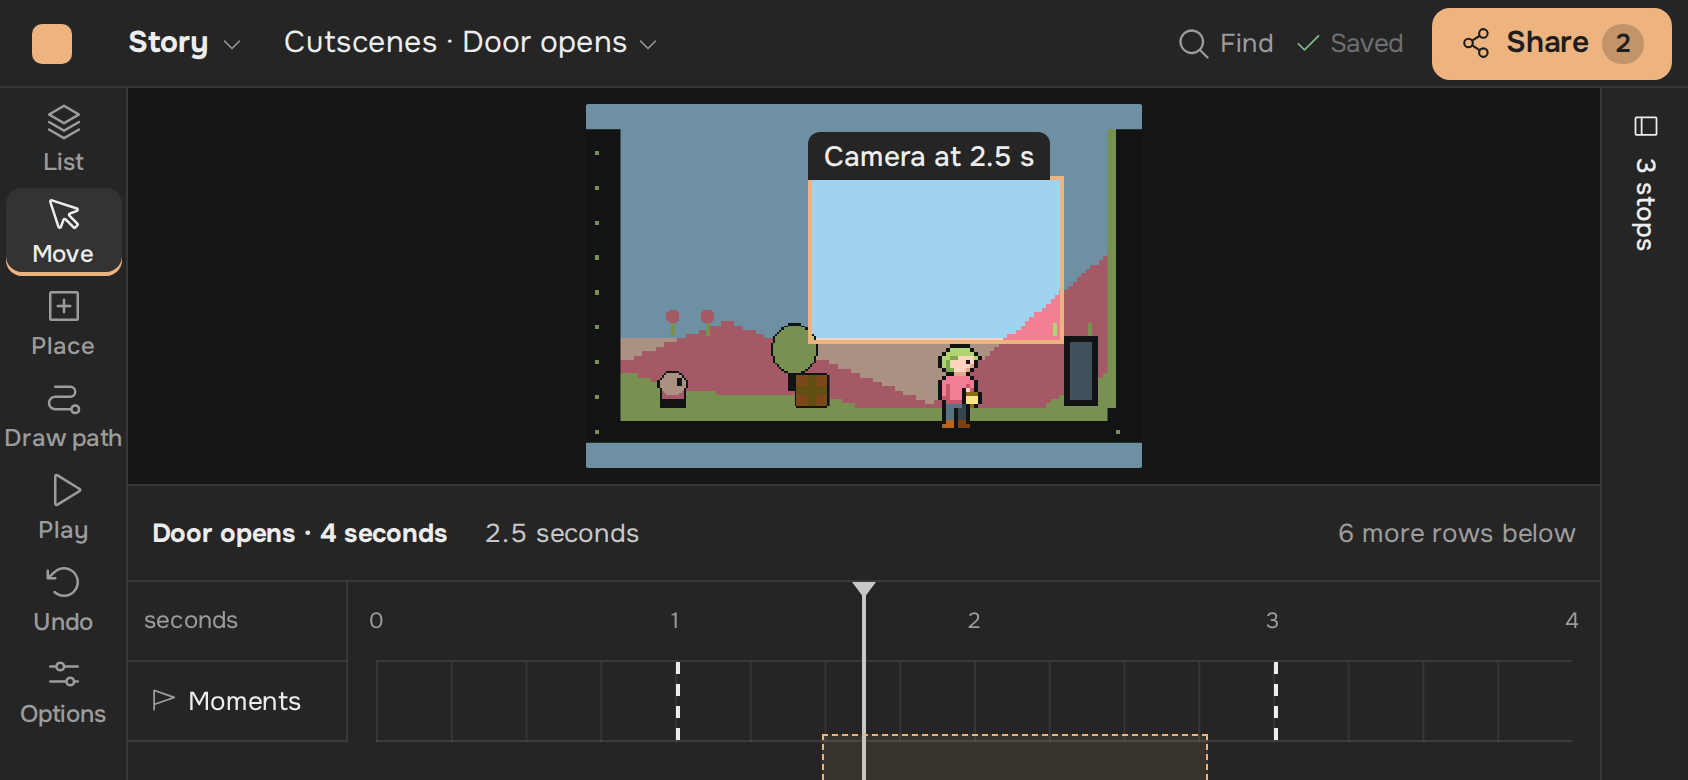 Story
Cutscenes · Door opens
Find
Saved
Share 2
List
Move
Place
Draw path
Play
Undo
Options
Camera at 2.5 s
3 stops
Door opens · 4 seconds
2.5 seconds
6 more rows below
seconds
0 1 2 3 4
Moments